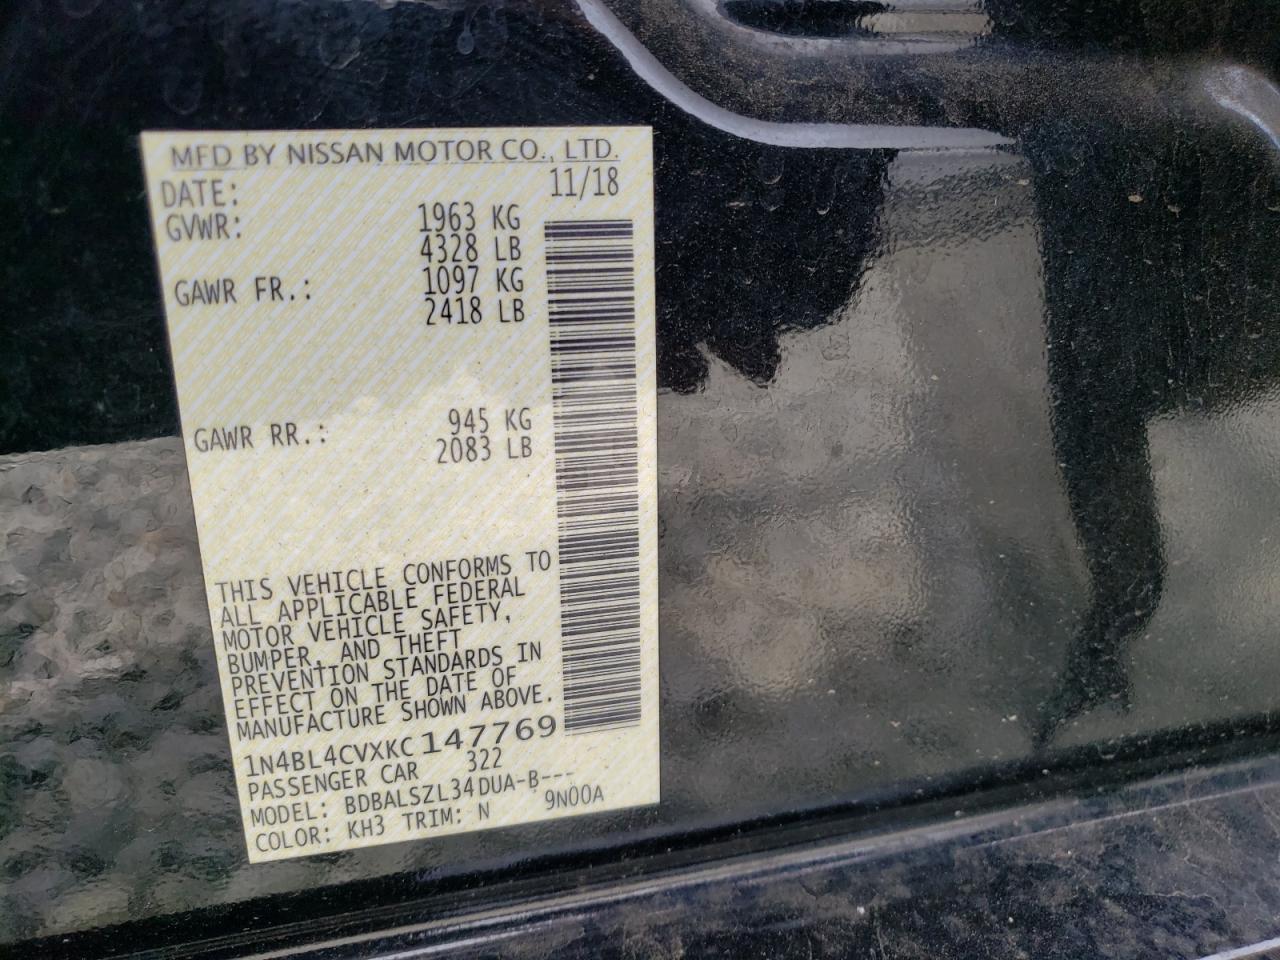 MFD BY NISSAN MOTOR CO., LTD.
DATE: 11/18
GVWR: 1963 KG
4328 LB
GAWR FR.: 1097 KG
2418 LB
GAWR RR.: 945 KG
2083 LB
THIS VEHICLE CONFORMS TO
ALL APPLICABLE FEDERAL
MOTOR VEHICLE SAFETY,
BUMPER, AND THEFT
PREVENTION STANDARDS IN
EFFECT ON THE DATE OF
MANUFACTURE SHOWN ABOVE.
1N4BL4CVXKC147769
PASSENGER CAR 322
MODEL: BDBALSZL34DUA-B---
COLOR: KH3 TRIM: N 9N00A